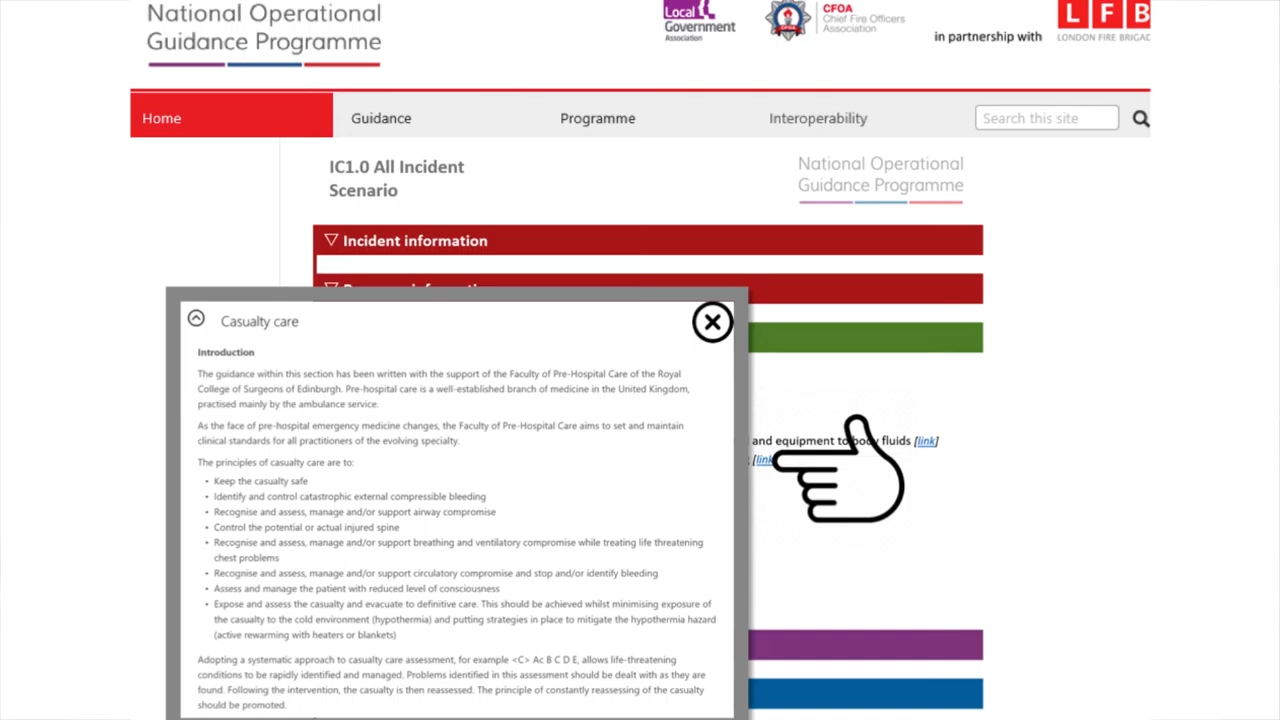 National Operational
Guidance Programme
Local
Government
Association
CFOA
Chief Fire Officers
Association
in partnership with
LFB
LONDON FIRE BRIGAD
Home
Guidance
Programme
Interoperability
Search this site
IC1.0 All Incident
Scenario
National Operational
Guidance Programme
▽ Incident information
Casualty care
Introduction
The guidance within this section has been written with the support of the Faculty of Pre-Hospital Care of the Royal
College of Surgeons of Edinburgh. Pre-hospital care is a well-established branch of medicine in the United Kingdom,
practised mainly by the ambulance service.
As the face of pre-hospital emergency medicine changes, the Faculty of Pre-Hospital Care aims to set and maintain
clinical standards for all practitioners of the evolving specialty.
The principles of casualty care are to:
• Keep the casualty safe
• Identify and control catastrophic external compressible bleeding
• Recognise and assess, manage and/or support airway compromise
• Control the potential or actual injured spine
• Recognise and assess, manage and/or support breathing and ventilatory compromise while treating life threatening
chest problems
• Recognise and assess, manage and/or support circulatory compromise and stop and/or identify bleeding
• Assess and manage the patient with reduced level of consciousness
• Expose and assess the casualty and evacuate to definitive care. This should be achieved whilst minimising exposure of
the casualty to the cold environment (hypothermia) and putting strategies in place to mitigate the hypothermia hazard
(active rewarming with heaters or blankets)
Adopting a systematic approach to casualty care assessment, for example <C> Ac B C D E, allows life-threatening
conditions to be rapidly identified and managed. Problems identified in this assessment should be dealt with as they are
found. Following the intervention, the casualty is then reassessed. The principle of constantly reassessing of the casualty
should be promoted.
and equipment to body fluids [link]
[link